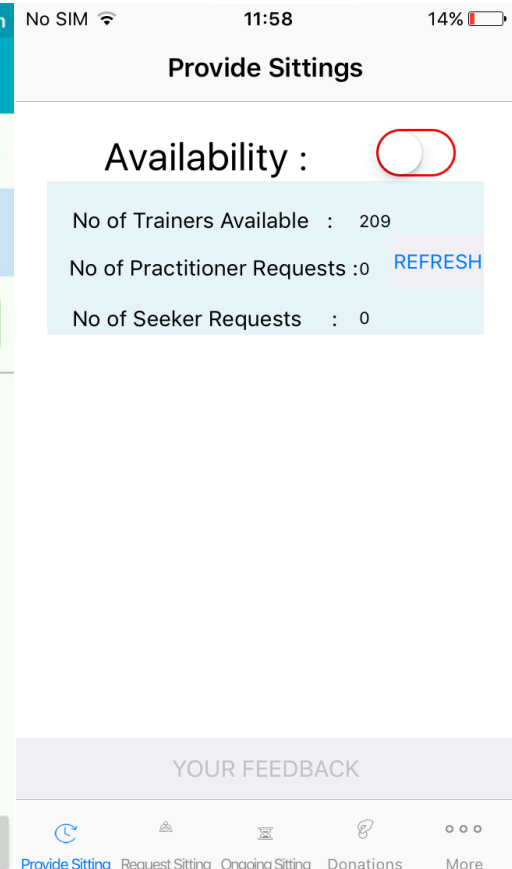 No SIM 11:58 14%
Provide Sittings
Availability :
No of Trainers Available : 209
No of Practitioner Requests :0 REFRESH
No of Seeker Requests : 0
YOUR FEEDBACK
Provide Sitting Request Sitting Ongoing Sitting Donations More